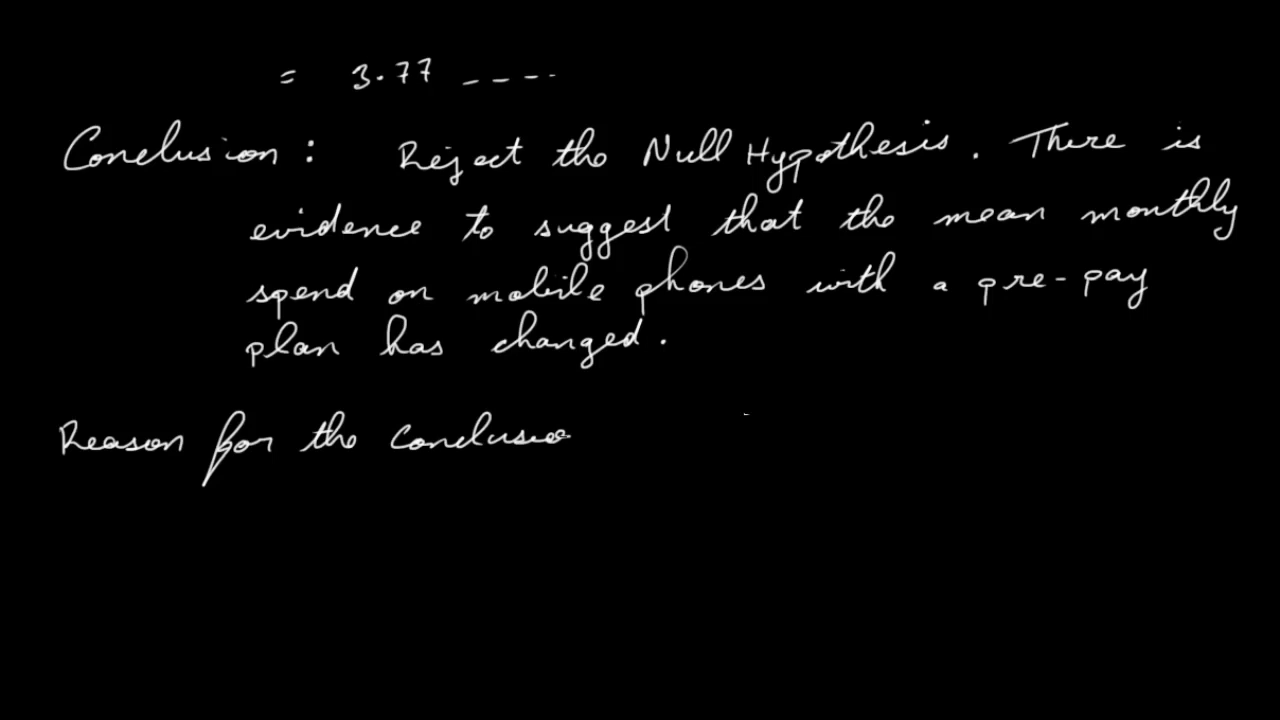 = 3.77 ----
Conclusion : Reject the Null Hypothesis. There is
evidence to suggest that the mean monthly
spend on mobile phones with a pre-pay
plan has changed.
Reason for the conclusio